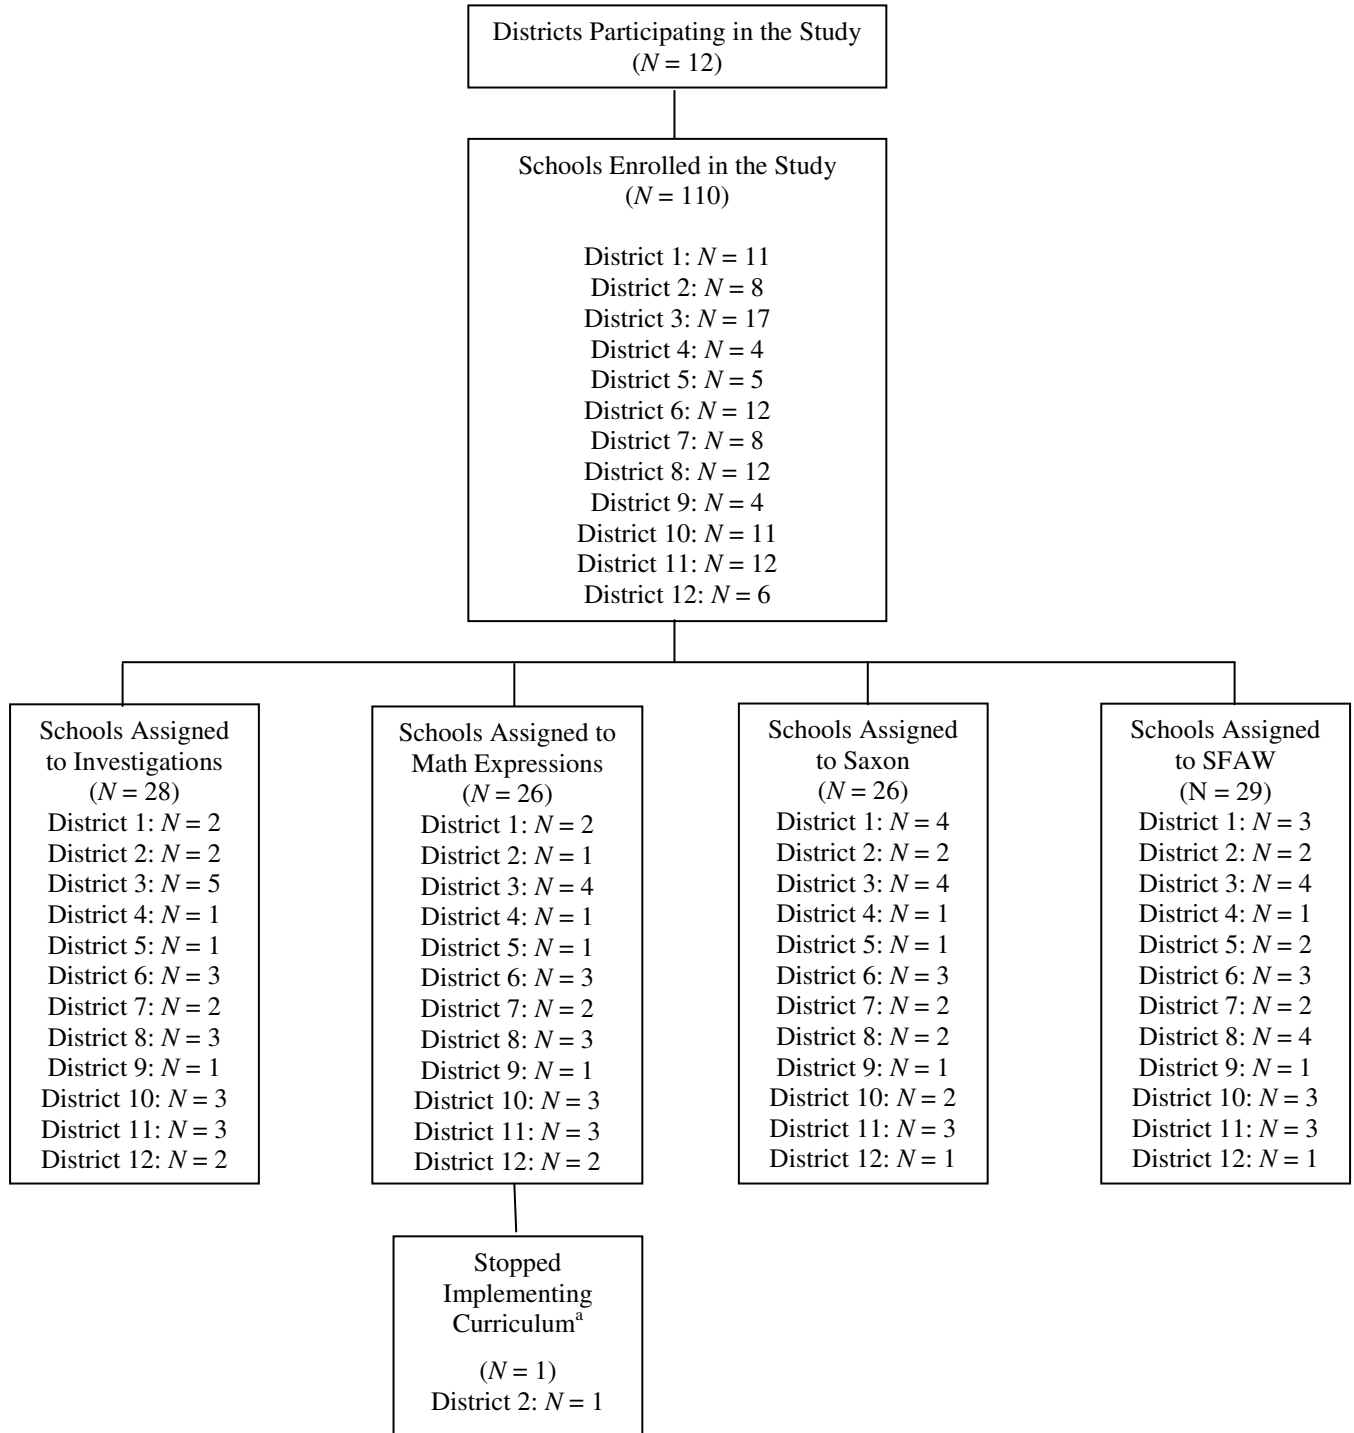 Districts Participating in the Study
(N = 12)
Schools Enrolled in the Study
(N = 110)
District 1: N = 11
District 2: N = 8
District 3: N = 17
District 4: N = 4
District 5: N = 5
District 6: N = 12
District 7: N = 8
District 8: N = 12
District 9: N = 4
District 10: N = 11
District 11: N = 12
District 12: N = 6
Schools Assigned
to Investigations
(N = 28)
District 1: N = 2
District 2: N = 2
District 3: N = 5
District 4: N = 1
District 5: N = 1
District 6: N = 3
District 7: N = 2
District 8: N = 3
District 9: N = 1
District 10: N = 3
District 11: N = 3
District 12: N = 2
Schools Assigned to
Math Expressions
(N = 26)
District 1: N = 2
District 2: N = 1
District 3: N = 4
District 4: N = 1
District 5: N = 1
District 6: N = 3
District 7: N = 2
District 8: N = 3
District 9: N = 1
District 10: N = 3
District 11: N = 3
District 12: N = 2
Schools Assigned
to Saxon
(N = 26)
District 1: N = 4
District 2: N = 2
District 3: N = 4
District 4: N = 1
District 5: N = 1
District 6: N = 3
District 7: N = 2
District 8: N = 2
District 9: N = 1
District 10: N = 2
District 11: N = 3
District 12: N = 1
Schools Assigned
to SFAW
(N = 29)
District 1: N = 3
District 2: N = 2
District 3: N = 4
District 4: N = 1
District 5: N = 2
District 6: N = 3
District 7: N = 2
District 8: N = 4
District 9: N = 1
District 10: N = 3
District 11: N = 3
District 12: N = 1
Stopped
Implementing
Curriculumᵃ
(N = 1)
District 2: N = 1